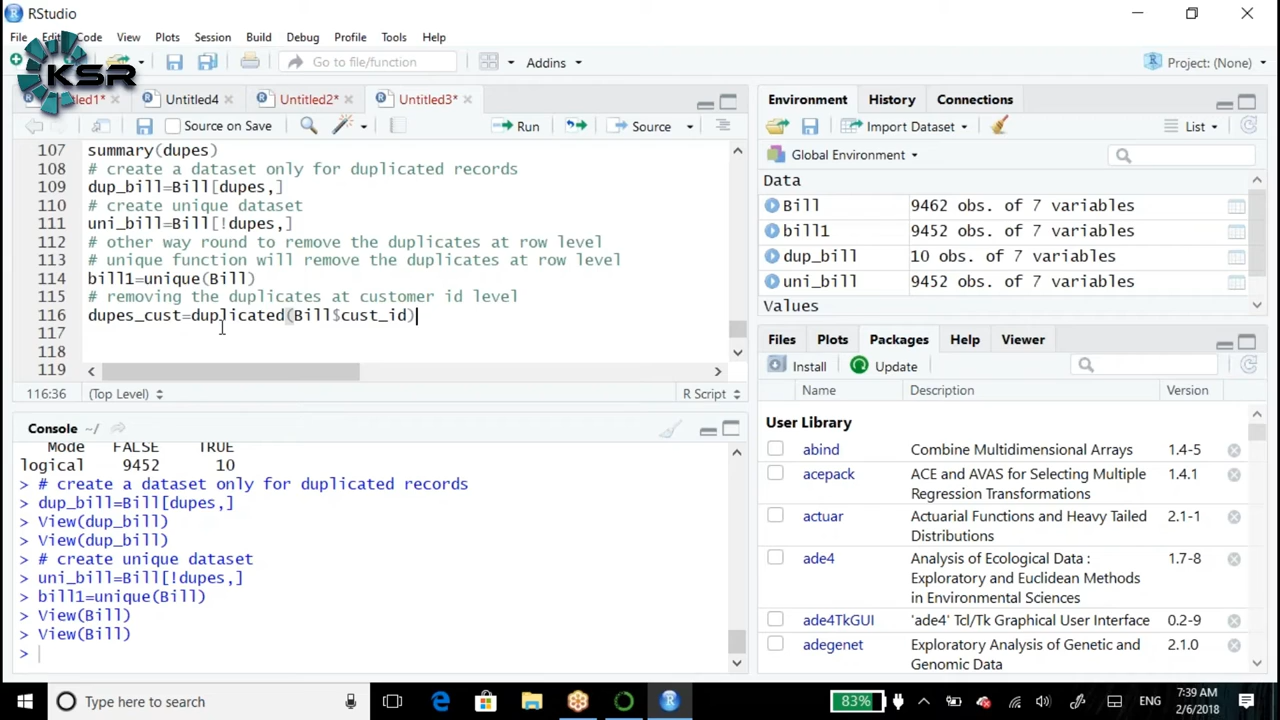 RStudio
File Edit Code View Plots Session Build Debug Profile Tools Help
KSR
Go to file/function
Addins
Project: (None)
Untitled4
Untitled2*
Untitled3*
Source on Save
Run
Source
107 summary(dupes)
108 # create a dataset only for duplicated records
109 dup_bill=Bill[dupes,]
110 # create unique dataset
111 uni_bill=Bill[!dupes,]
112 # other way round to remove the duplicates at row level
113 # unique function will remove the duplicates at row level
114 bill1=unique(Bill)
115 # removing the duplicates at customer id level
116 dupes_cust=duplicated(Bill$cust_id)
117
118
119
116:36 (Top Level) R Script
Console ~/
Mode FALSE TRUE
logical 9452 10
> # create a dataset only for duplicated records
> dup_bill=Bill[dupes,]
> View(dup_bill)
> View(dup_bill)
> # create unique dataset
> uni_bill=Bill[!dupes,]
> bill1=unique(Bill)
> View(Bill)
> View(Bill)
>
Environment History Connections
Import Dataset
List
Global Environment
Data
Bill 9462 obs. of 7 variables
bill1 9452 obs. of 7 variables
dup_bill 10 obs. of 7 variables
uni_bill 9452 obs. of 7 variables
Values
Files Plots Packages Help Viewer
Install Update
Name Description Version
User Library
abind Combine Multidimensional Arrays 1.4-5
acepack ACE and AVAS for Selecting Multiple Regression Transformations 1.4.1
actuar Actuarial Functions and Heavy Tailed Distributions 2.1-1
ade4 Analysis of Ecological Data : Exploratory and Euclidean Methods in Environmental Sciences 1.7-8
ade4TkGUI 'ade4' Tcl/Tk Graphical User Interface 0.2-9
adegenet Exploratory Analysis of Genetic and Genomic Data 2.1.0
Type here to search
83%
ENG
7:39 AM
2/6/2018